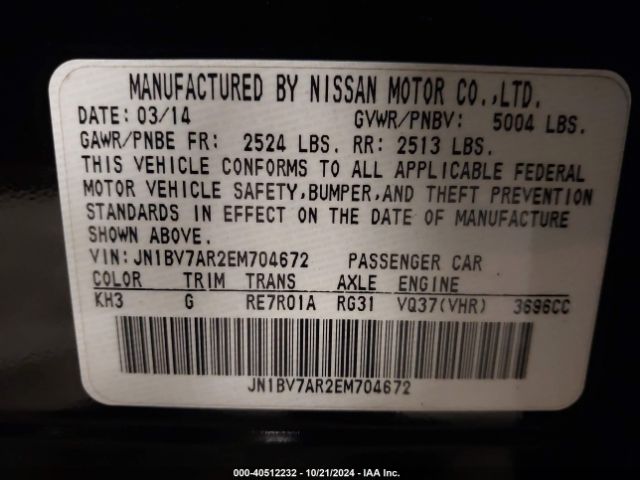 MANUFACTURED BY NISSAN MOTOR CO.,LTD.
DATE: 03/14 GVWR/PNBV: 5004 LBS.
GAWR/PNBE FR: 2524 LBS. RR: 2513 LBS.
THIS VEHICLE CONFORMS TO ALL APPLICABLE FEDERAL
MOTOR VEHICLE SAFETY,BUMPER,AND THEFT PREVENTION
STANDARDS IN EFFECT ON THE DATE OF MANUFACTURE
SHOWN ABOVE.
VIN:JN1BV7AR2EM704672 PASSENGER CAR
COLOR TRIM TRANS AXLE ENGINE
KH3 G RE7R01A RG31 VQ37(VHR) 3696CC
JN1BV7AR2EM704672
000-40512232 - 10/21/2024 - IAA Inc.